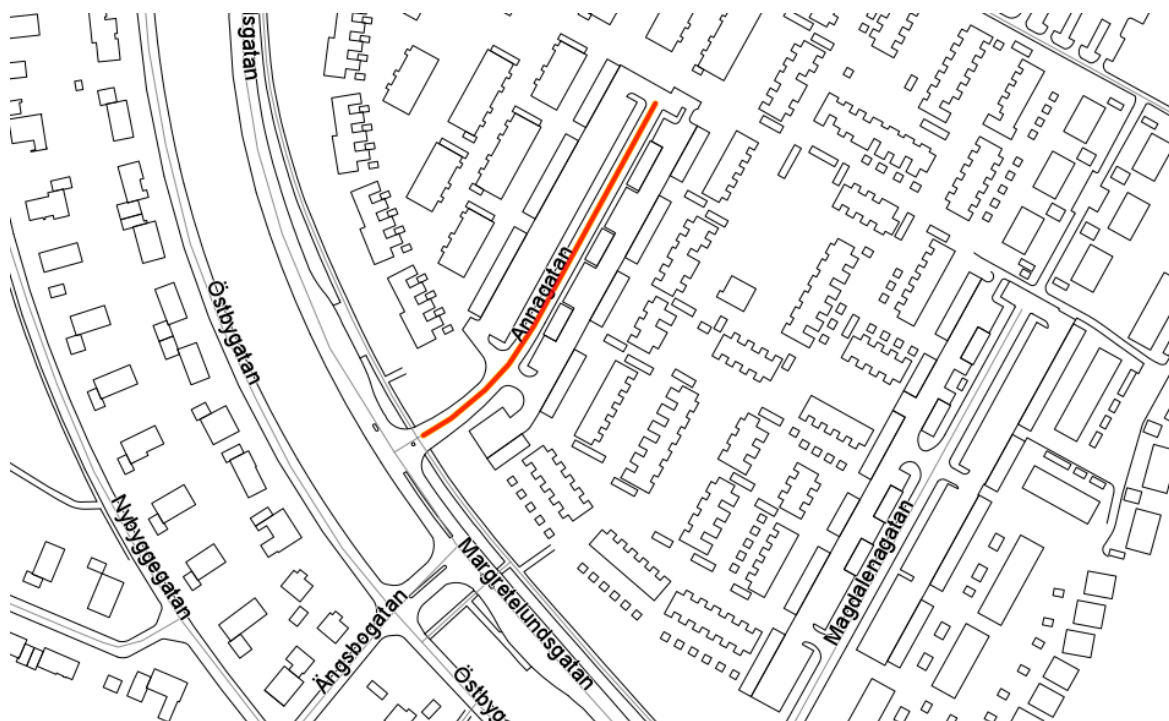 sgatan
Östbygatan
Annagatan
Nybyggegatan
Ängsbogatan
Margretelundsgatan
Östbyg
Magdalenagatan